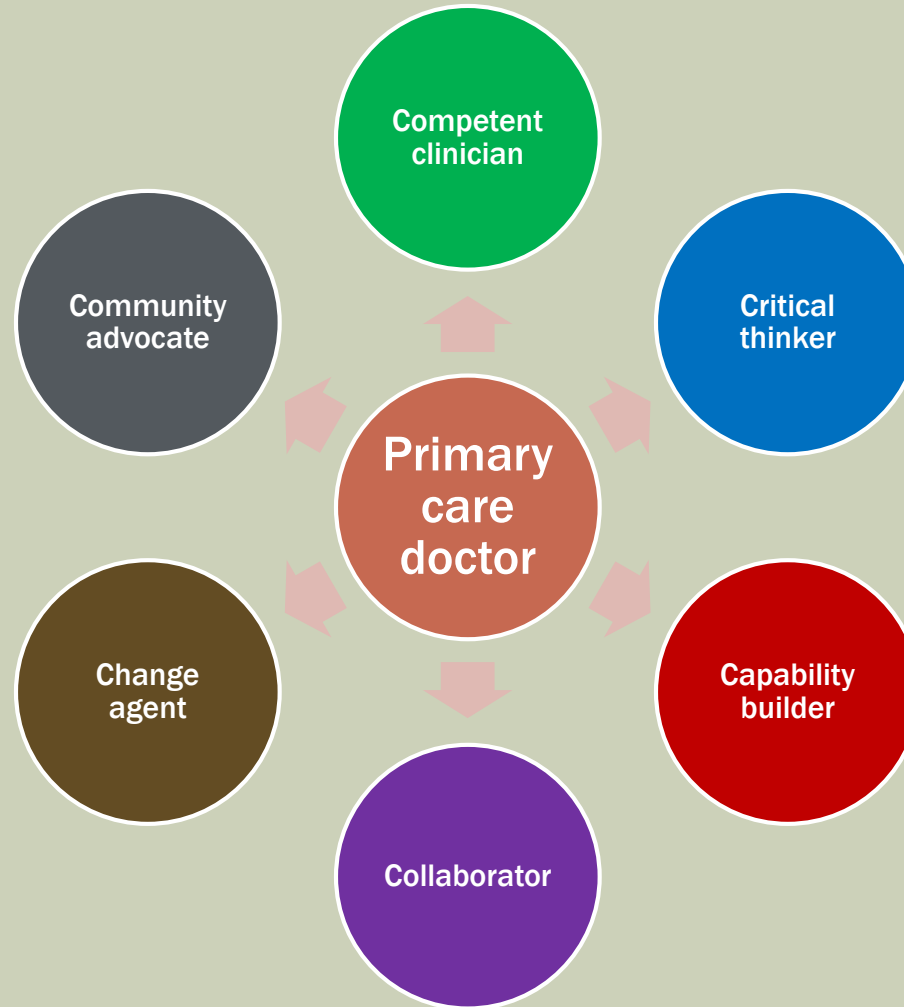 Competent
clinician
Community
advocate
Critical
thinker
Primary
care
doctor
Change
agent
Capability
builder
Collaborator